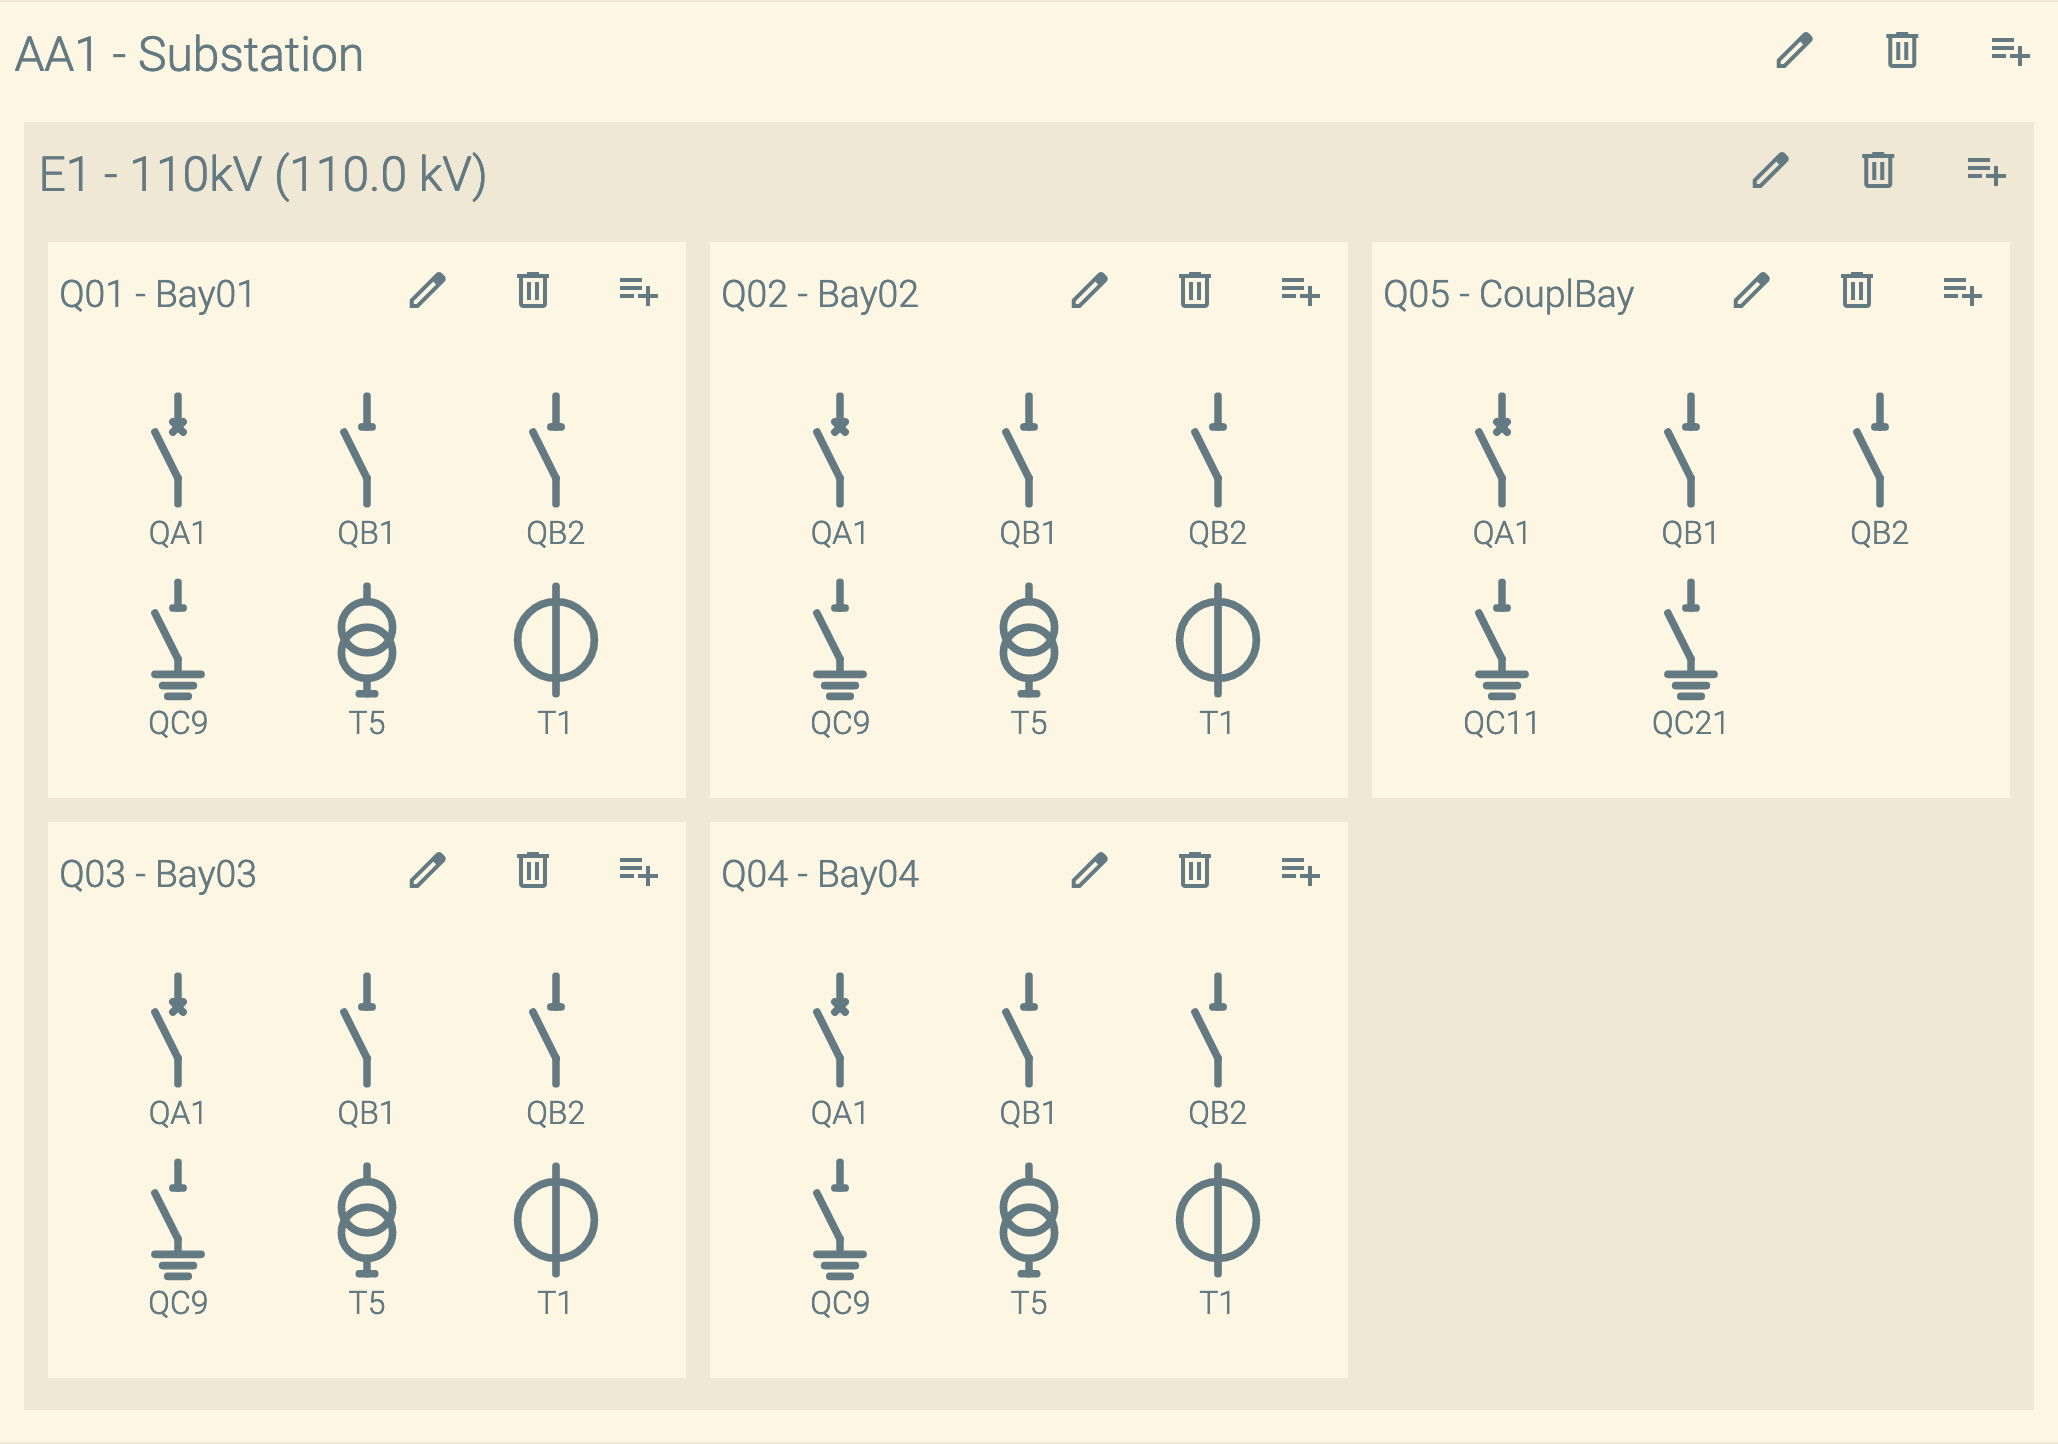 AA1 - Substation
E1 - 110kV (110.0 kV)
Q01 - Bay01
QA1 QB1 QB2
QC9 T5 T1
Q02 - Bay02
QA1 QB1 QB2
QC9 T5 T1
Q05 - CouplBay
QA1 QB1 QB2
QC11 QC21
Q03 - Bay03
QA1 QB1 QB2
QC9 T5 T1
Q04 - Bay04
QA1 QB1 QB2
QC9 T5 T1